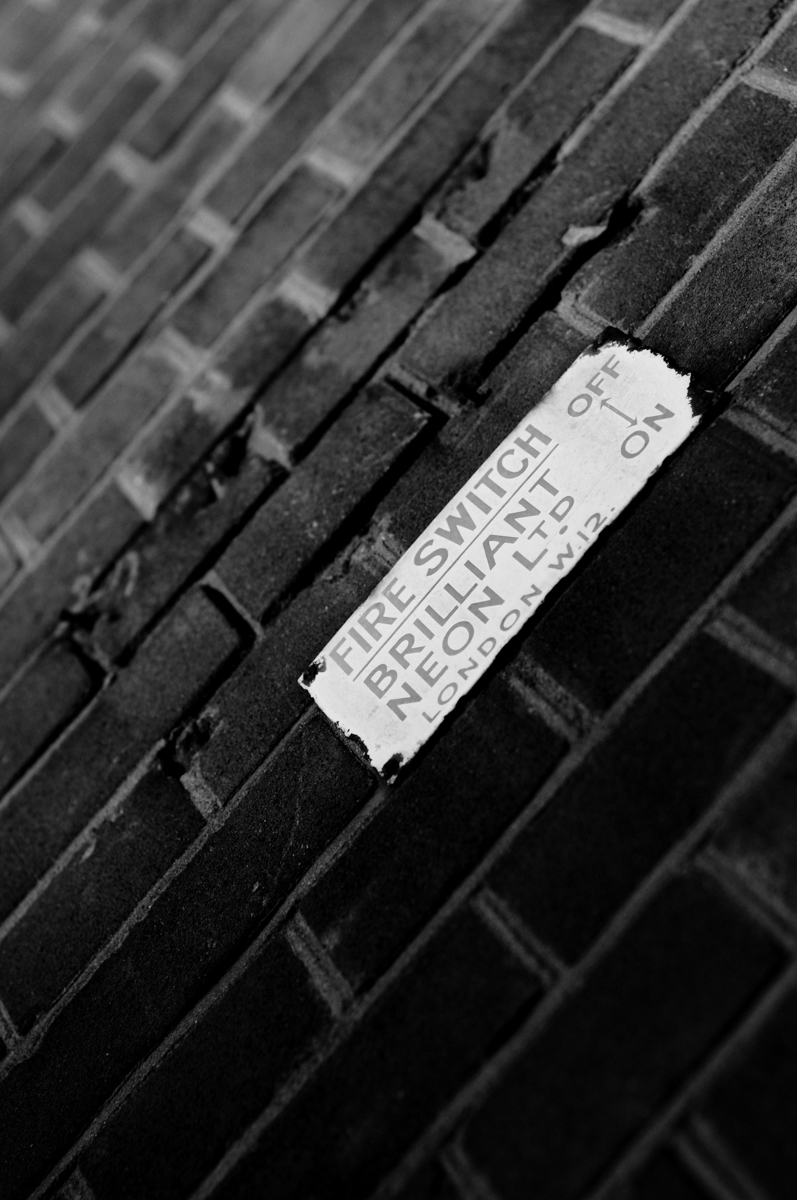 FIRE SWITCH
BRILLIANT
NEON LTD
LONDON W.12.
OFF
ON